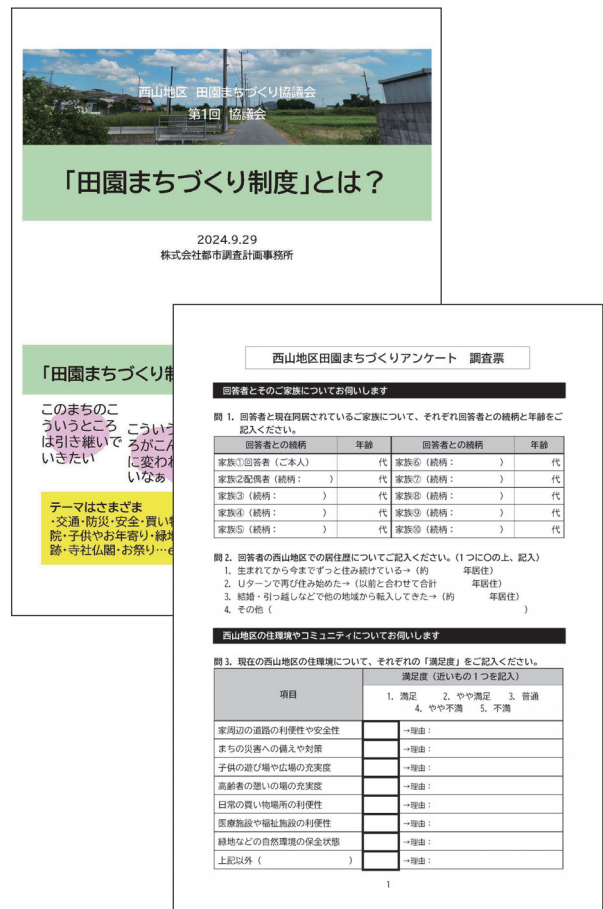 西山地区 田園まちづくり協議会
第1回 協議会
「田園まちづくり制度」とは？
2024.9.29
株式会社都市調査計画事務所
「田園まちづくり制
このまちのこ
ういうところ
は引き継いで
いきたい
こういう
ろがこん
に変われ
いなぁ
テーマはさまざま
・交通・防災・安全・買い物
院・子供やお年寄り・緑地
跡・寺社仏閣・お祭り…e
西山地区田園まちづくりアンケート 調査票
回答者とそのご家族についてお伺いします
問 1．回答者と現在同居されているご家族について、それぞれ回答者との続柄と年齢をご
記入ください。
回答者との続柄 年齢 回答者との続柄 年齢
家族①回答者（ご本人） 代 家族⑥（続柄： ） 代
家族②配偶者（続柄： ） 代 家族⑦（続柄： ） 代
家族③（続柄： ） 代 家族⑧（続柄： ） 代
家族④（続柄： ） 代 家族⑨（続柄： ） 代
家族⑤（続柄： ） 代 家族⑩（続柄： ） 代
問 2．回答者の西山地区での居住歴についてご記入ください。（1 つに○の上、記入）
1．生まれてから今までずっと住み続けている→（約 年居住）
2．Uターンで再び住み始めた→（以前と合わせて合計 年居住）
3．結婚・引っ越しなどで他の地域から転入してきた→（約 年居住）
4．その他（ ）
西山地区の住環境やコミュニティについてお伺いします
問 3．現在の西山地区の住環境について、それぞれの「満足度」をご記入ください。
項目
満足度（近いもの 1 つを記入）
1．満足 2．やや満足 3．普通
4．やや不満 5．不満
家周辺の道路の利便性や安全性 →理由：
まちの災害への備えや対策 →理由：
子供の遊び場や広場の充実度 →理由：
高齢者の憩いの場の充実度 →理由：
日常の買い物場所の利便性 →理由：
医療施設や福祉施設の利便性 →理由：
緑地などの自然環境の保全状態 →理由：
上記以外（ ） →理由：
1